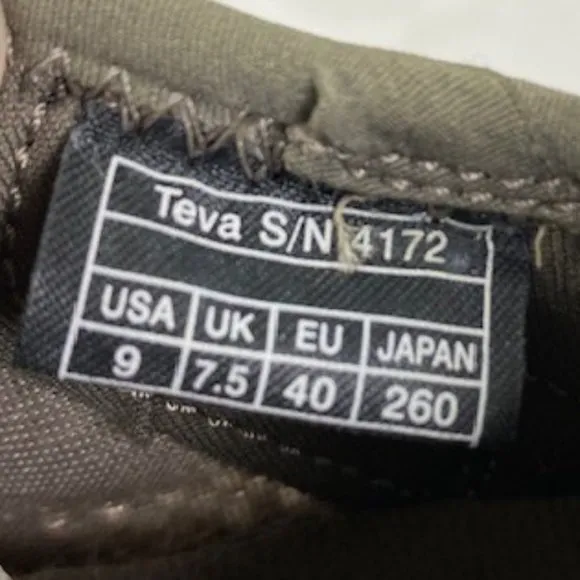 Teva S/N 4172
USA UK EU JAPAN
9 7.5 40 260